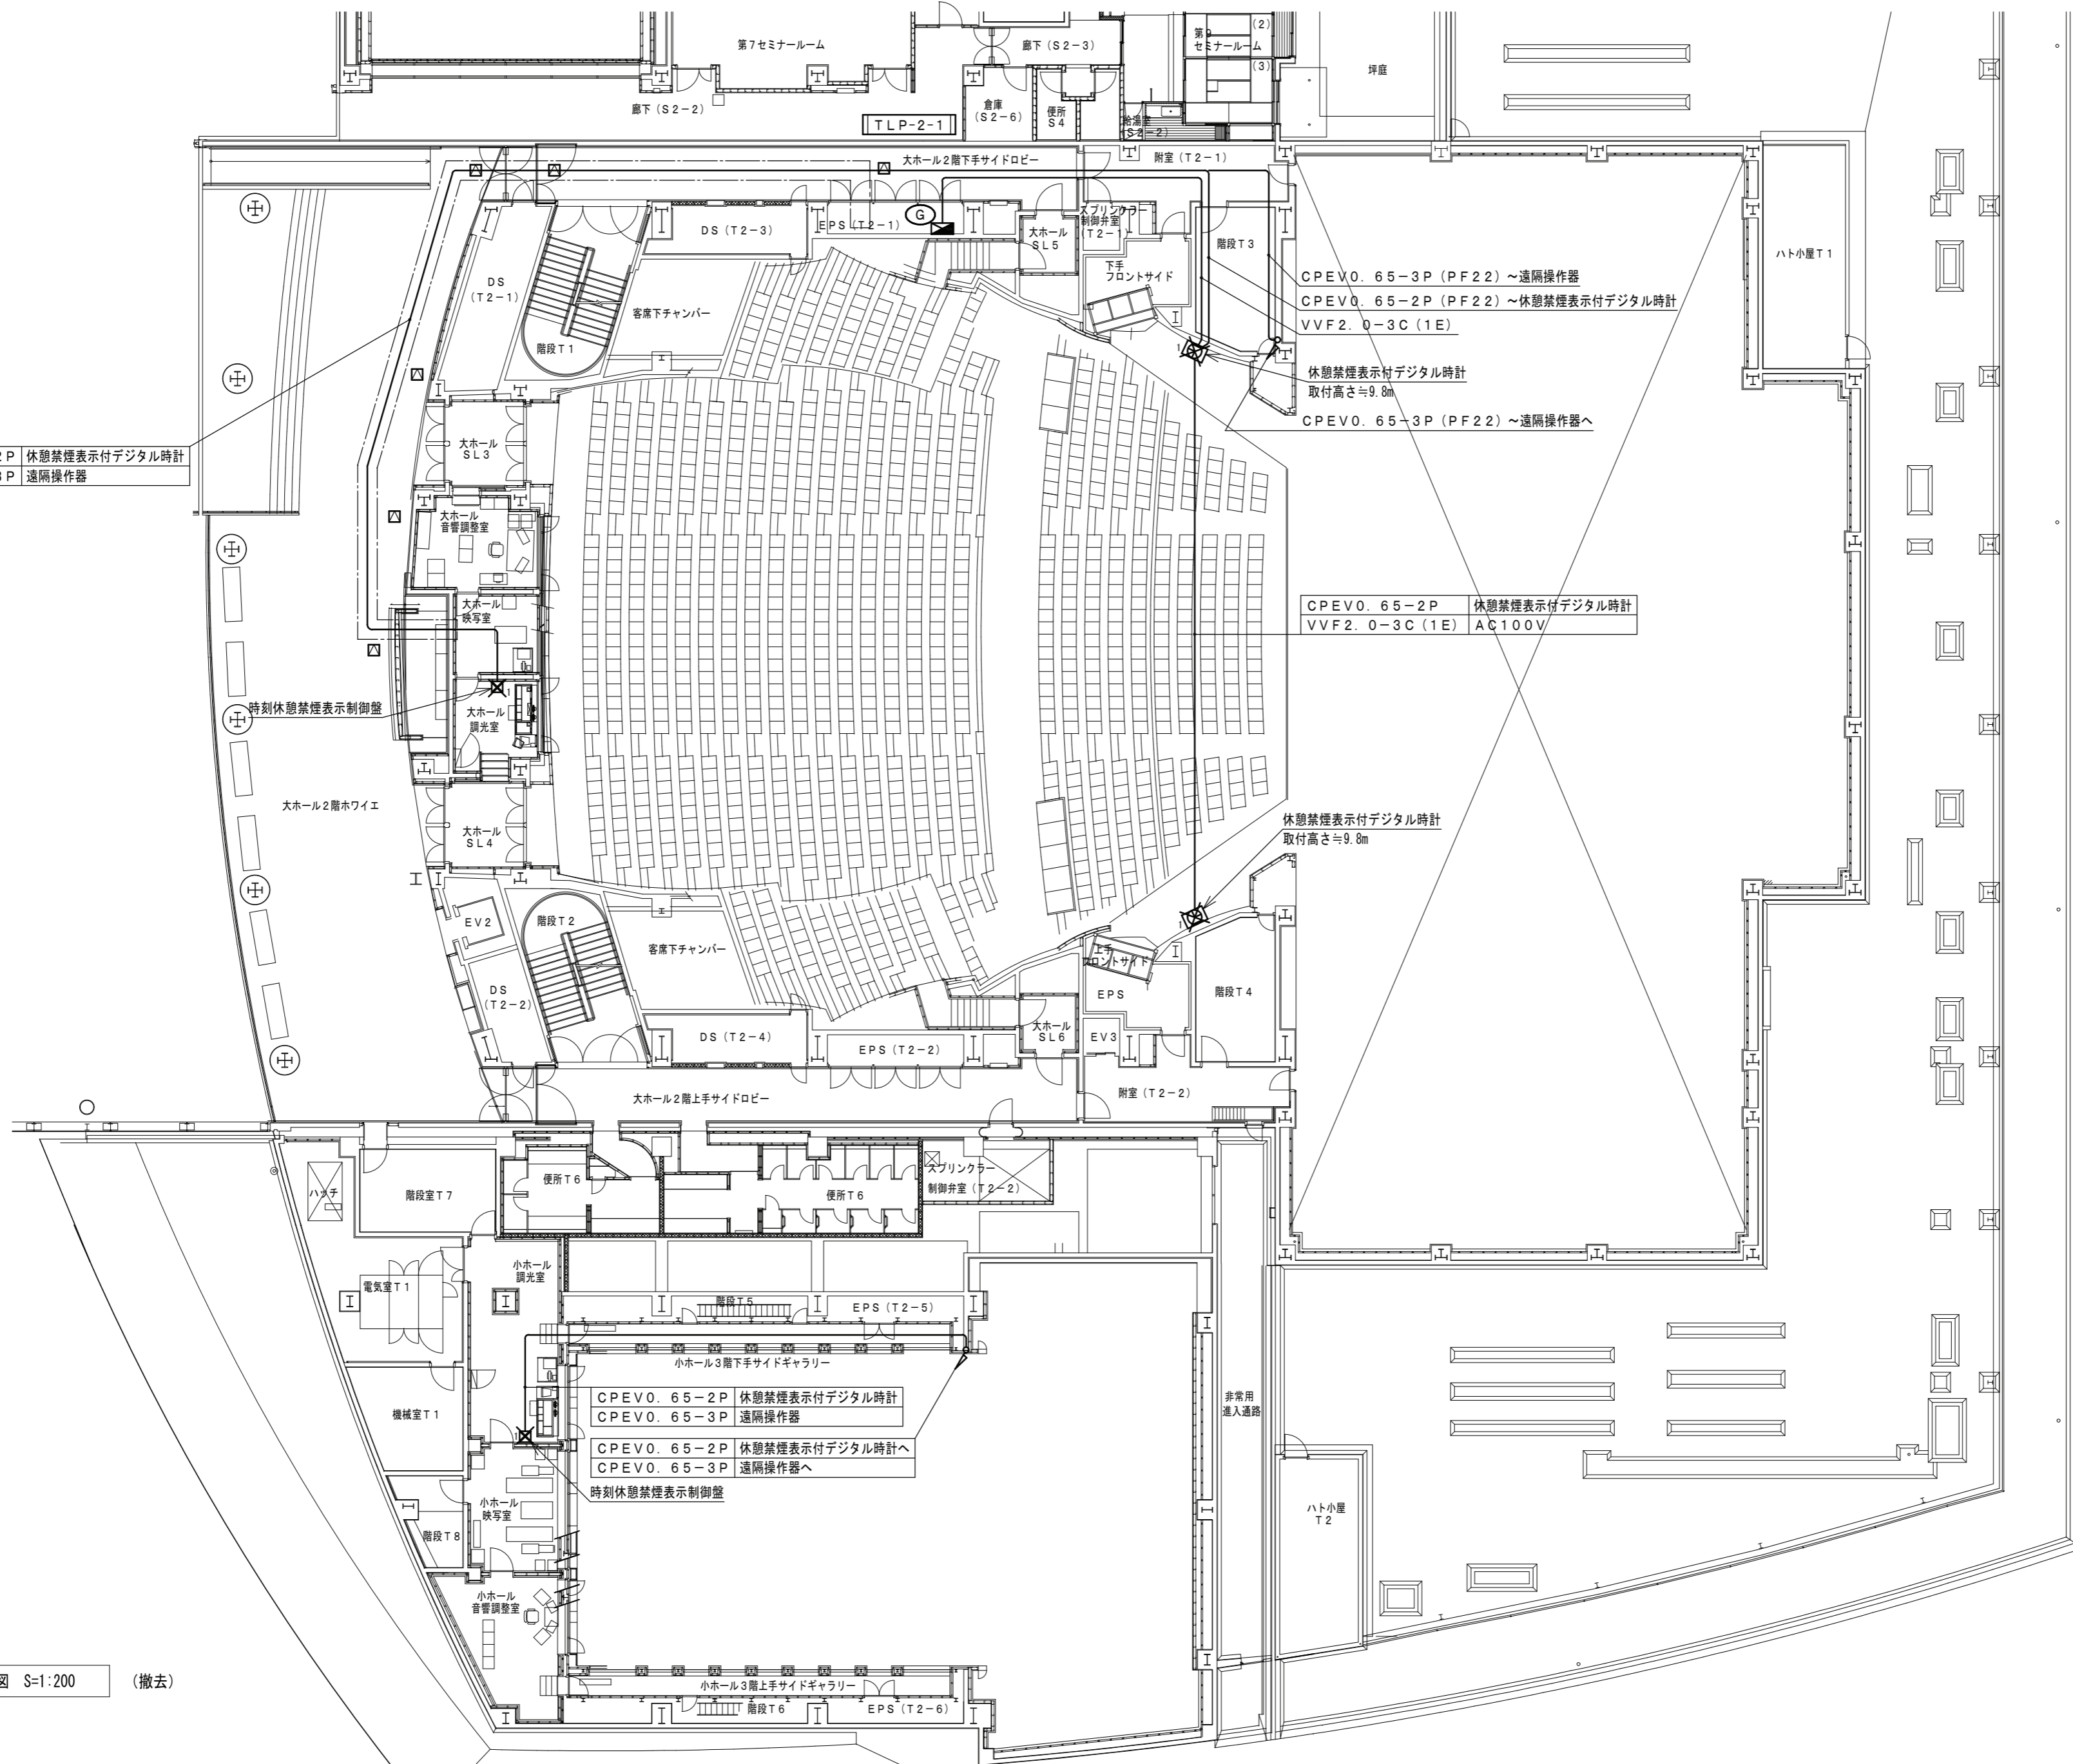 第7セミナールーム
廊下(S2-3)
第9
セミナールーム
(2)
(3)
坪庭
廊下(S2-2)
TLP-2-1
倉庫
(S2-6)
便所
S4
給湯室
(S2-2)
大ホール2階下手サイドロビー
附室(T2-1)
DS(T2-3)
EPS(T2-1)
G
大ホール
SL5
スプリンクラー
制御弁室
(T2-1)
階段T3
ハト小屋T1
下手
フロントサイド
DS
(T2-1)
客席下チャンバー
階段T1
CPEV0.65-3P(PF22)~遠隔操作器
CPEV0.65-2P(PF22)~休憩禁煙表示付デジタル時計
VVF2.0-3C(1E)
休憩禁煙表示付デジタル時計
取付高さ≒9.8m
CPEV0.65-3P(PF22)~遠隔操作器へ
2P 休憩禁煙表示付デジタル時計
3P 遠隔操作器
大ホール
SL3
大ホール
音響調整室
大ホール
映写室
CPEV0.65-2P 休憩禁煙表示付デジタル時計
VVF2.0-3C(1E) AC100V
時刻休憩禁煙表示制御盤
大ホール
調光室
大ホール2階ホワイエ
大ホール
SL4
休憩禁煙表示付デジタル時計
取付高さ≒9.8m
EV2
階段T2
客席下チャンバー
上手
フロントサイド
DS
(T2-2)
EPS
階段T4
DS(T2-4)
EPS(T2-2)
大ホール
SL6
EV3
大ホール2階上手サイドロビー
附室(T2-2)
ハッチ
階段室T7
便所T6
便所T6
スプリンクラー
制御弁室(T2-2)
電気室T1
小ホール
調光室
階段T5
EPS(T2-5)
小ホール3階下手サイドギャラリー
機械室T1
CPEV0.65-2P 休憩禁煙表示付デジタル時計
CPEV0.65-3P 遠隔操作器
CPEV0.65-2P 休憩禁煙表示付デジタル時計へ
CPEV0.65-3P 遠隔操作器へ
時刻休憩禁煙表示制御盤
非常用
進入通路
小ホール
映写室
階段T8
ハト小屋
T2
小ホール
音響調整室
小ホール3階上手サイドギャラリー
階段T6
EPS(T2-6)
図 S=1:200 (撤去)